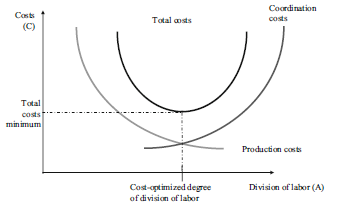 Costs
(C)
Total costs
Coordination
costs
Total
costs
minimum
Production costs
Cost-optimized degree
of division of labor
Division of labor (A)